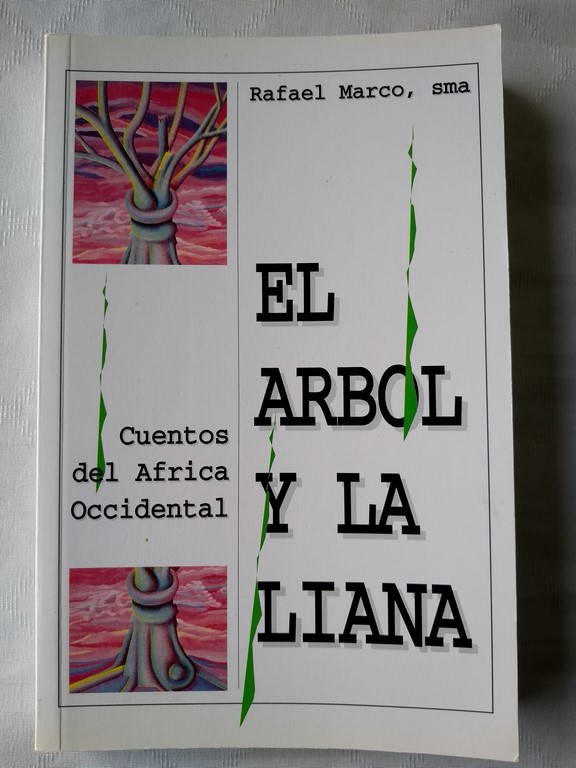 Rafael Marco, sma
EL
ARBOL
Y LA
LIANA
Cuentos
del Africa
Occidental